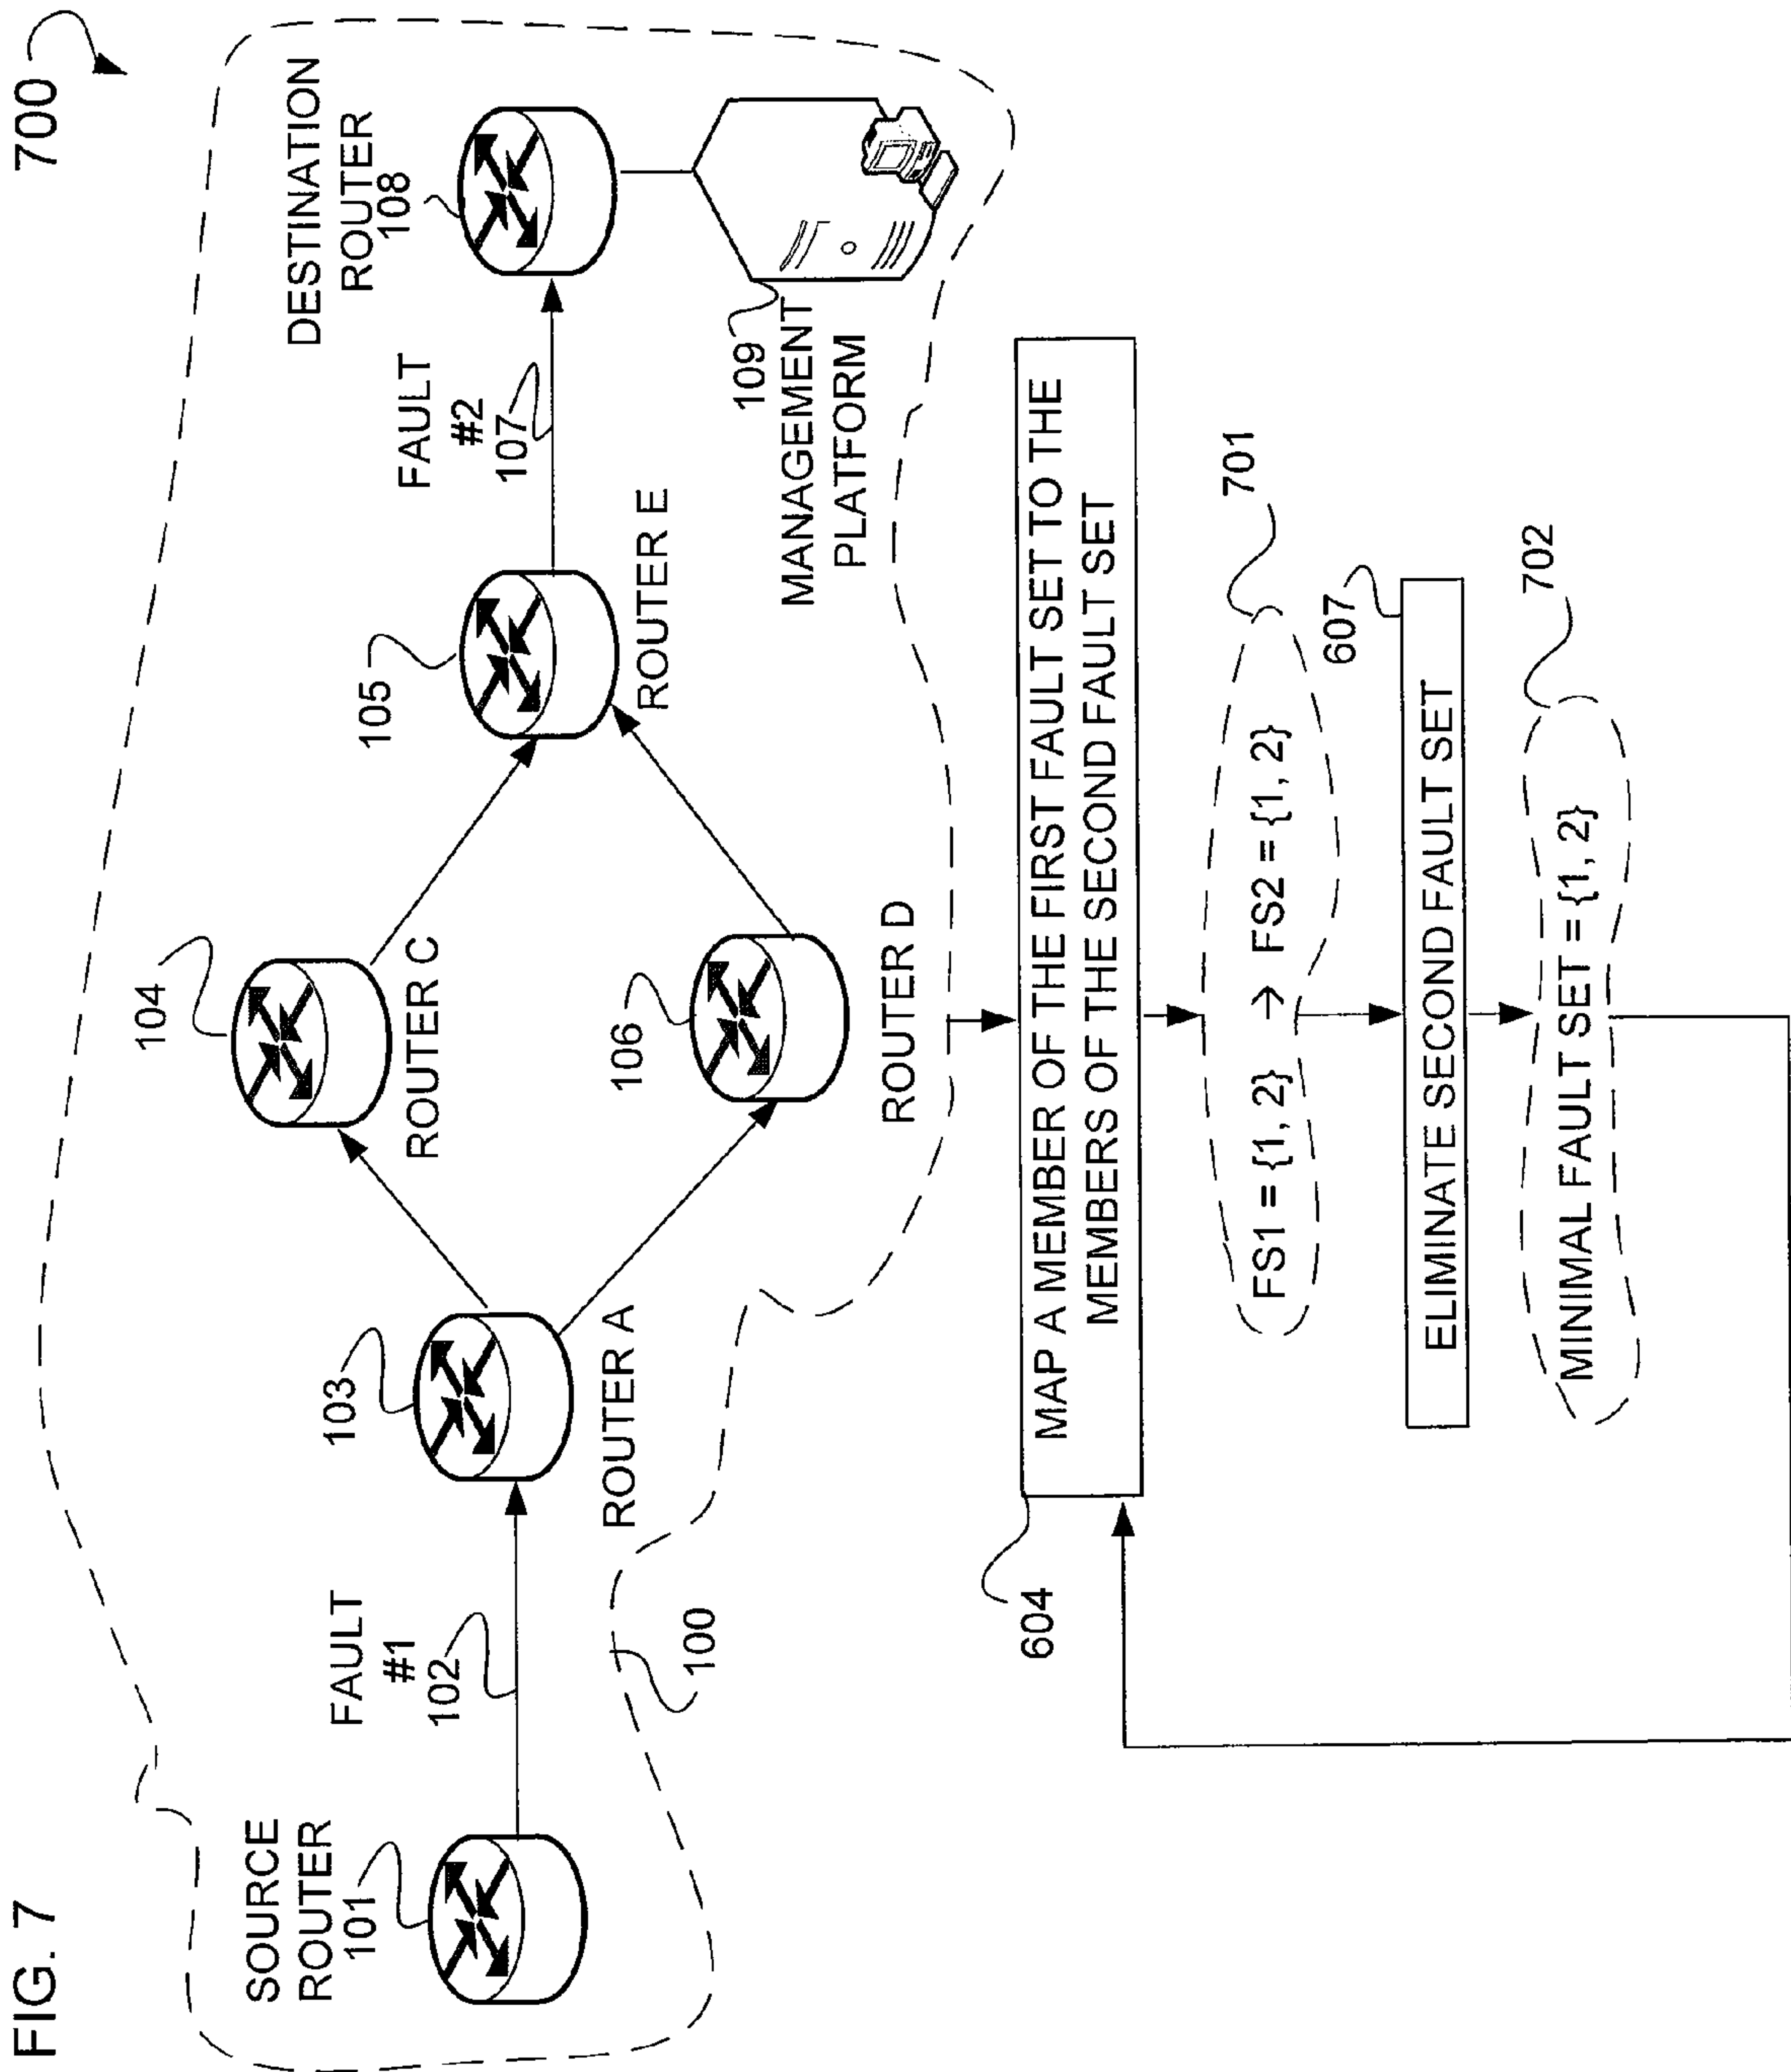 FIG. 7
700
SOURCE
ROUTER
101
FAULT
#1
102
103
ROUTER A
104
ROUTER C
106
ROUTER D
105
ROUTER E
FAULT
#2
107
DESTINATION
ROUTER
108
109
MANAGEMENT
PLATFORM
100
604
MAP A MEMBER OF THE FIRST FAULT SET TO THE
MEMBERS OF THE SECOND FAULT SET
701
FS1 = {1, 2} → FS2 = {1, 2}
607
ELIMINATE SECOND FAULT SET
702
MINIMAL FAULT SET = {1, 2}